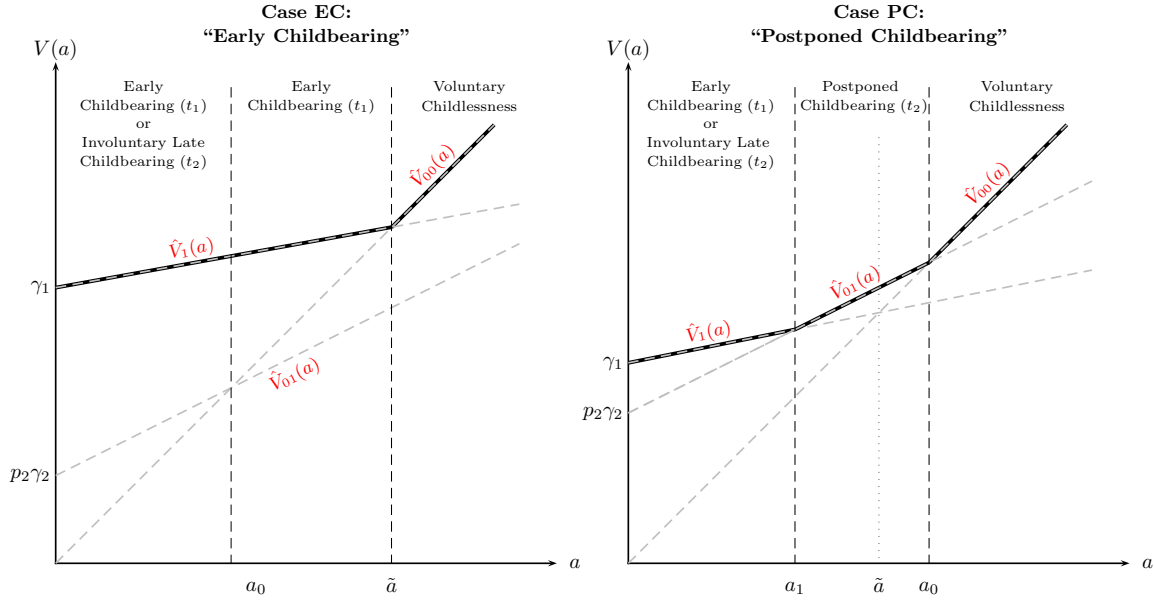 Case EC:
“Early Childbearing”
V(a)
Early
Childbearing (t₁)
or
Involuntary Late
Childbearing (t₂)
Early
Childbearing (t₁)
Voluntary
Childlessness
V̂₀₀(a)
V̂₁(a)
γ₁
V̂₀₁(a)
p₂γ₂
a
a₀
ã
Case PC:
“Postponed Childbearing”
V(a)
Early
Childbearing (t₁)
or
Involuntary Late
Childbearing (t₂)
Postponed
Childbearing (t₂)
Voluntary
Childlessness
V̂₀₀(a)
V̂₀₁(a)
V̂₁(a)
γ₁
p₂γ₂
a
a₁
ã
a₀